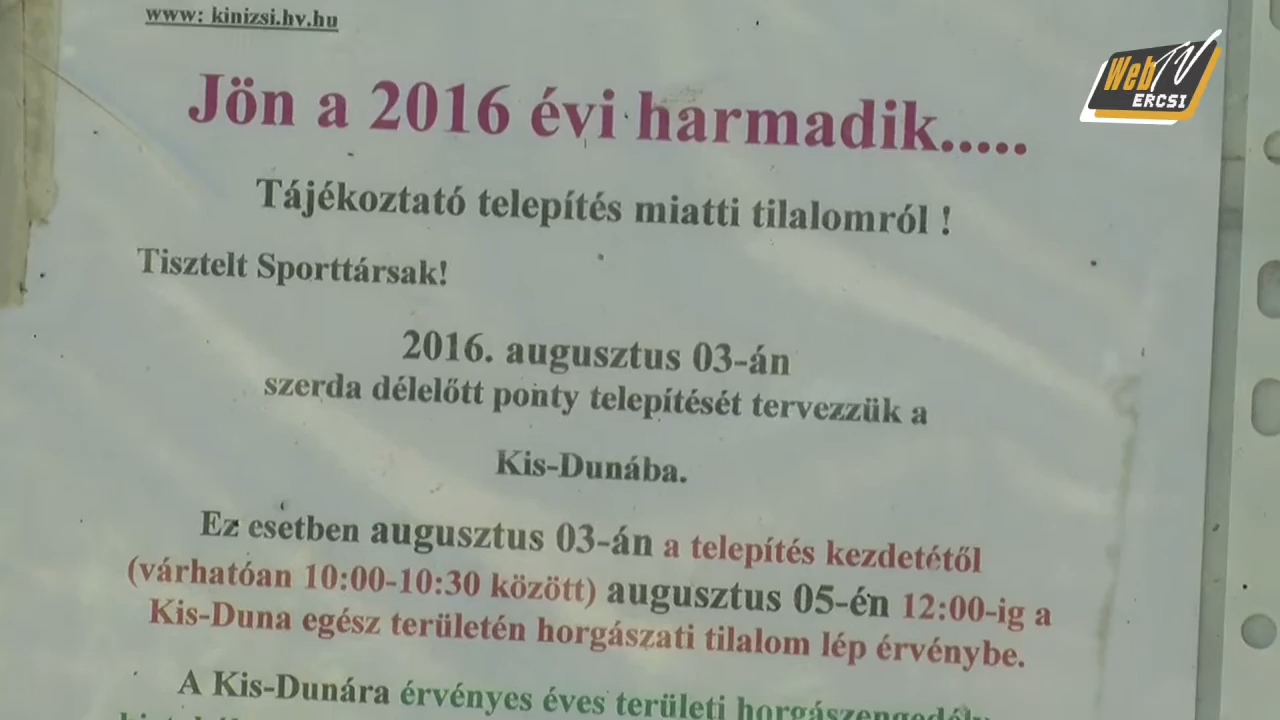 www: kinizsi.hv.hu
Jön a 2016 évi harmadik.....
Tájékoztató telepítés miatti tilalomról !
Tisztelt Sporttársak!
2016. augusztus 03-án
szerda délelőtt ponty telepítését tervezzük a
Kis-Dunába.
Ez esetben augusztus 03-án a telepítés kezdetétől
(várhatóan 10:00-10:30 között) augusztus 05-én 12:00-ig a
Kis-Duna egész területén horgászati tilalom lép érvénybe.
A Kis-Dunára érvényes éves területi
WebTV
ERCSI